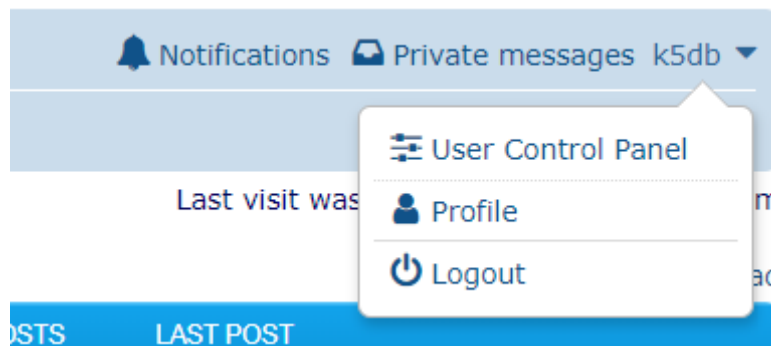 Notifications Private messages k5db
User Control Panel
Last visit was
Profile
Logout
LAST POST